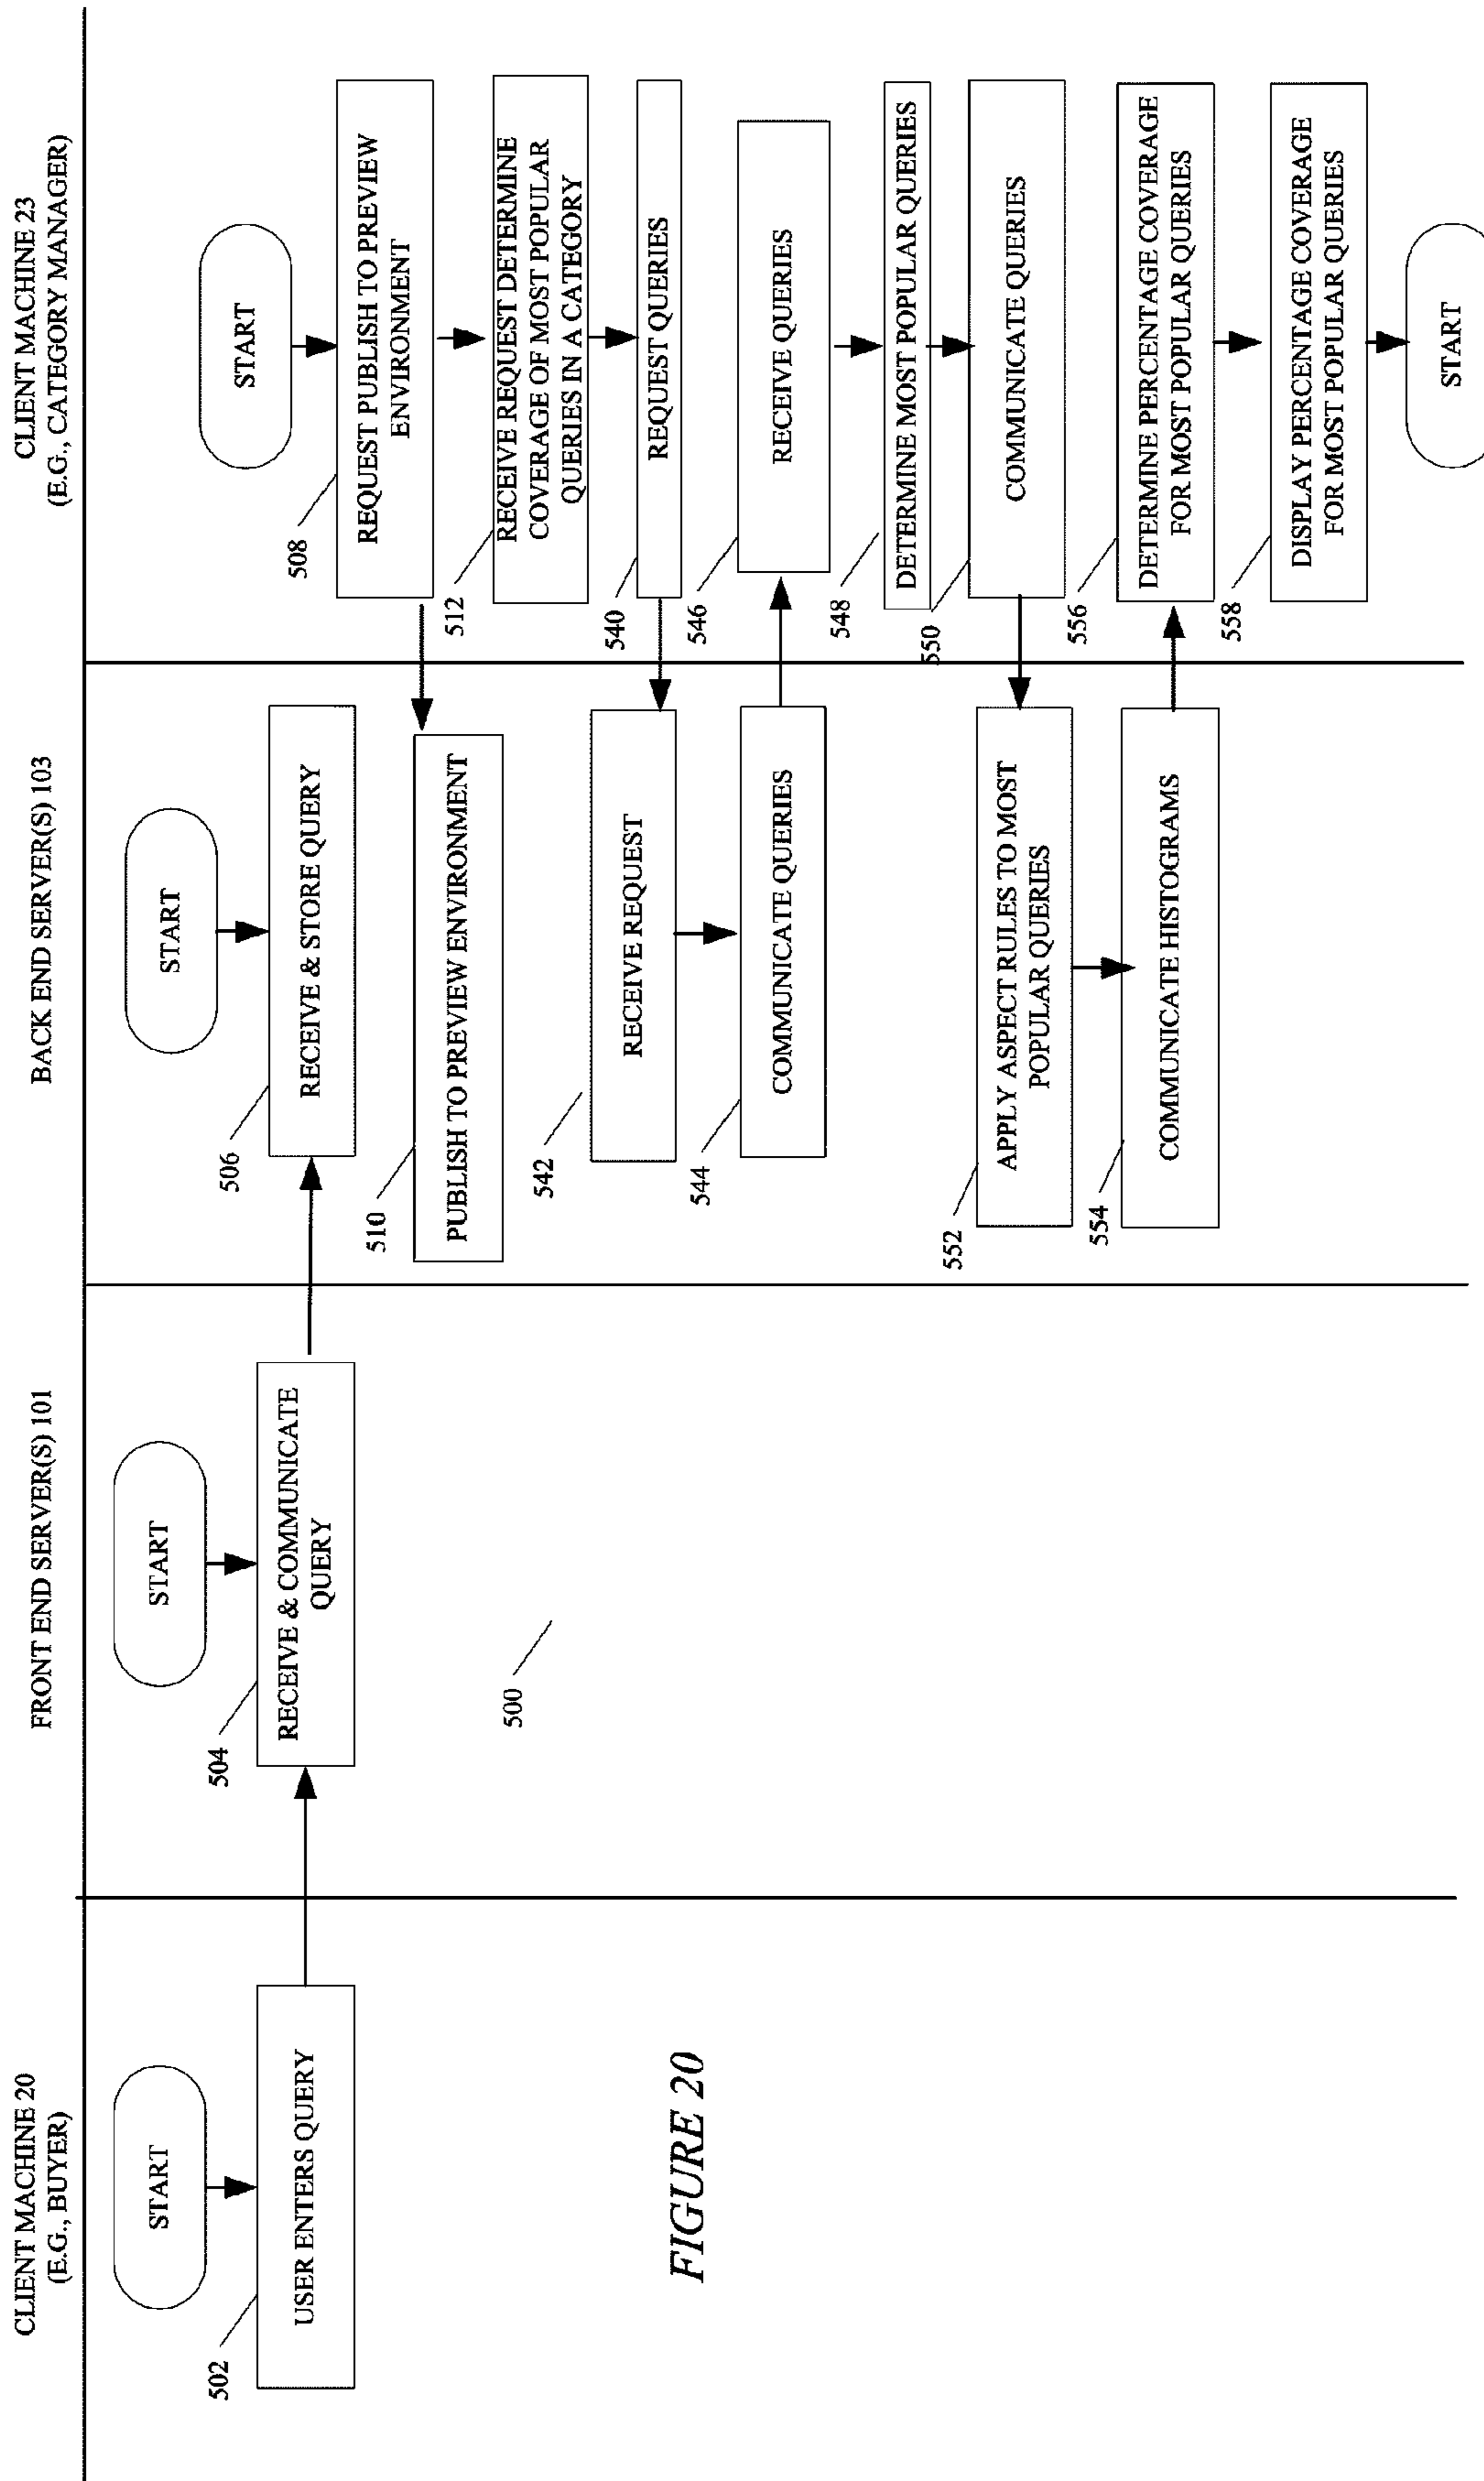 CLIENT MACHINE 20
(E.G., BUYER)
START
502
USER ENTERS QUERY
FRONT END SERVER(S) 101
START
504
RECEIVE & COMMUNICATE
QUERY
500
BACK END SERVER(S) 103
START
506
RECEIVE & STORE QUERY
510
PUBLISH TO PREVIEW ENVIRONMENT
542
RECEIVE REQUEST
544
COMMUNICATE QUERIES
552
APPLY ASPECT RULES TO MOST
POPULAR QUERIES
554
COMMUNICATE HISTOGRAMS
CLIENT MACHINE 23
(E.G., CATEGORY MANAGER)
START
508
REQUEST PUBLISH TO PREVIEW
ENVIRONMENT
512
RECEIVE REQUEST DETERMINE
COVERAGE OF MOST POPULAR
QUERIES IN A CATEGORY
540
REQUEST QUERIES
546
RECEIVE QUERIES
548
DETERMINE MOST POPULAR QUERIES
550
COMMUNICATE QUERIES
556
DETERMINE PERCENTAGE COVERAGE
FOR MOST POPULAR QUERIES
558
DISPLAY PERCENTAGE COVERAGE
FOR MOST POPULAR QUERIES
START
FIGURE 20